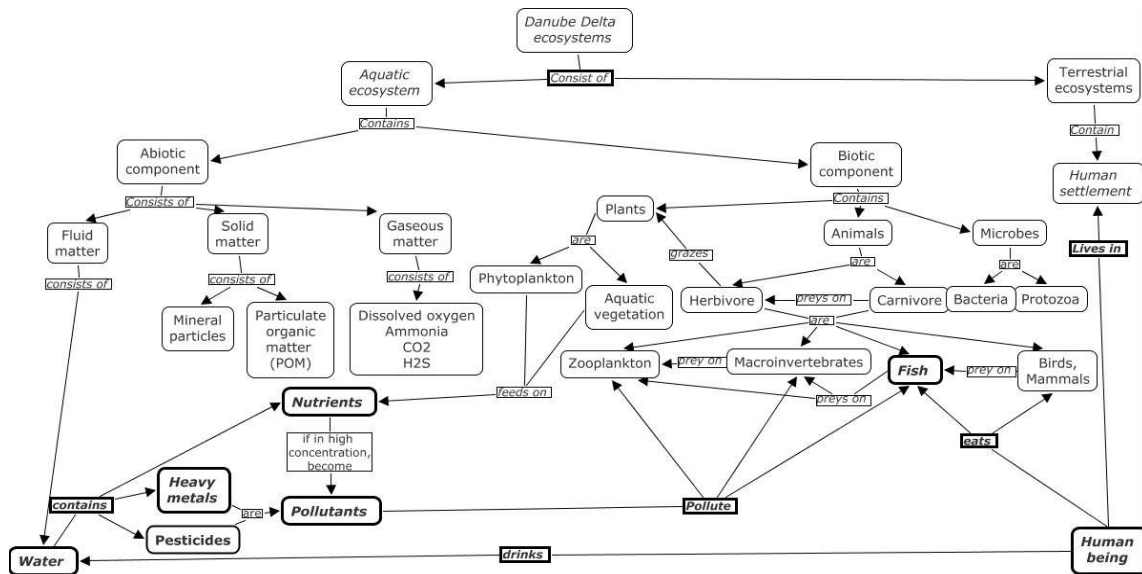 Danube Delta
ecosystems
Consist of
Aquatic
ecosystem
Terrestrial
ecosystems
Contains
Contain
Abiotic
component
Biotic
component
Human
settlement
Consists of
Contains
Fluid
matter
Solid
matter
Gaseous
matter
Plants
Animals
Microbes
are
grazes
are
are
Lives in
consists of
consists of
consists of
Phytoplankton
Aquatic
vegetation
Herbivore
preys on
Carnivore
Bacteria
Protozoa
Mineral
particles
Particulate
organic
matter
(POM)
Dissolved oxygen
Ammonia
CO2
H2S
are
Zooplankton
prey on
Macroinvertebrates
Fish
prey on
Birds,
Mammals
Nutrients
feeds on
preys on
if in high
concentration,
become
eats
Heavy
metals
contains
are
Pollutants
Pollute
Pesticides
Water
drinks
Human
being